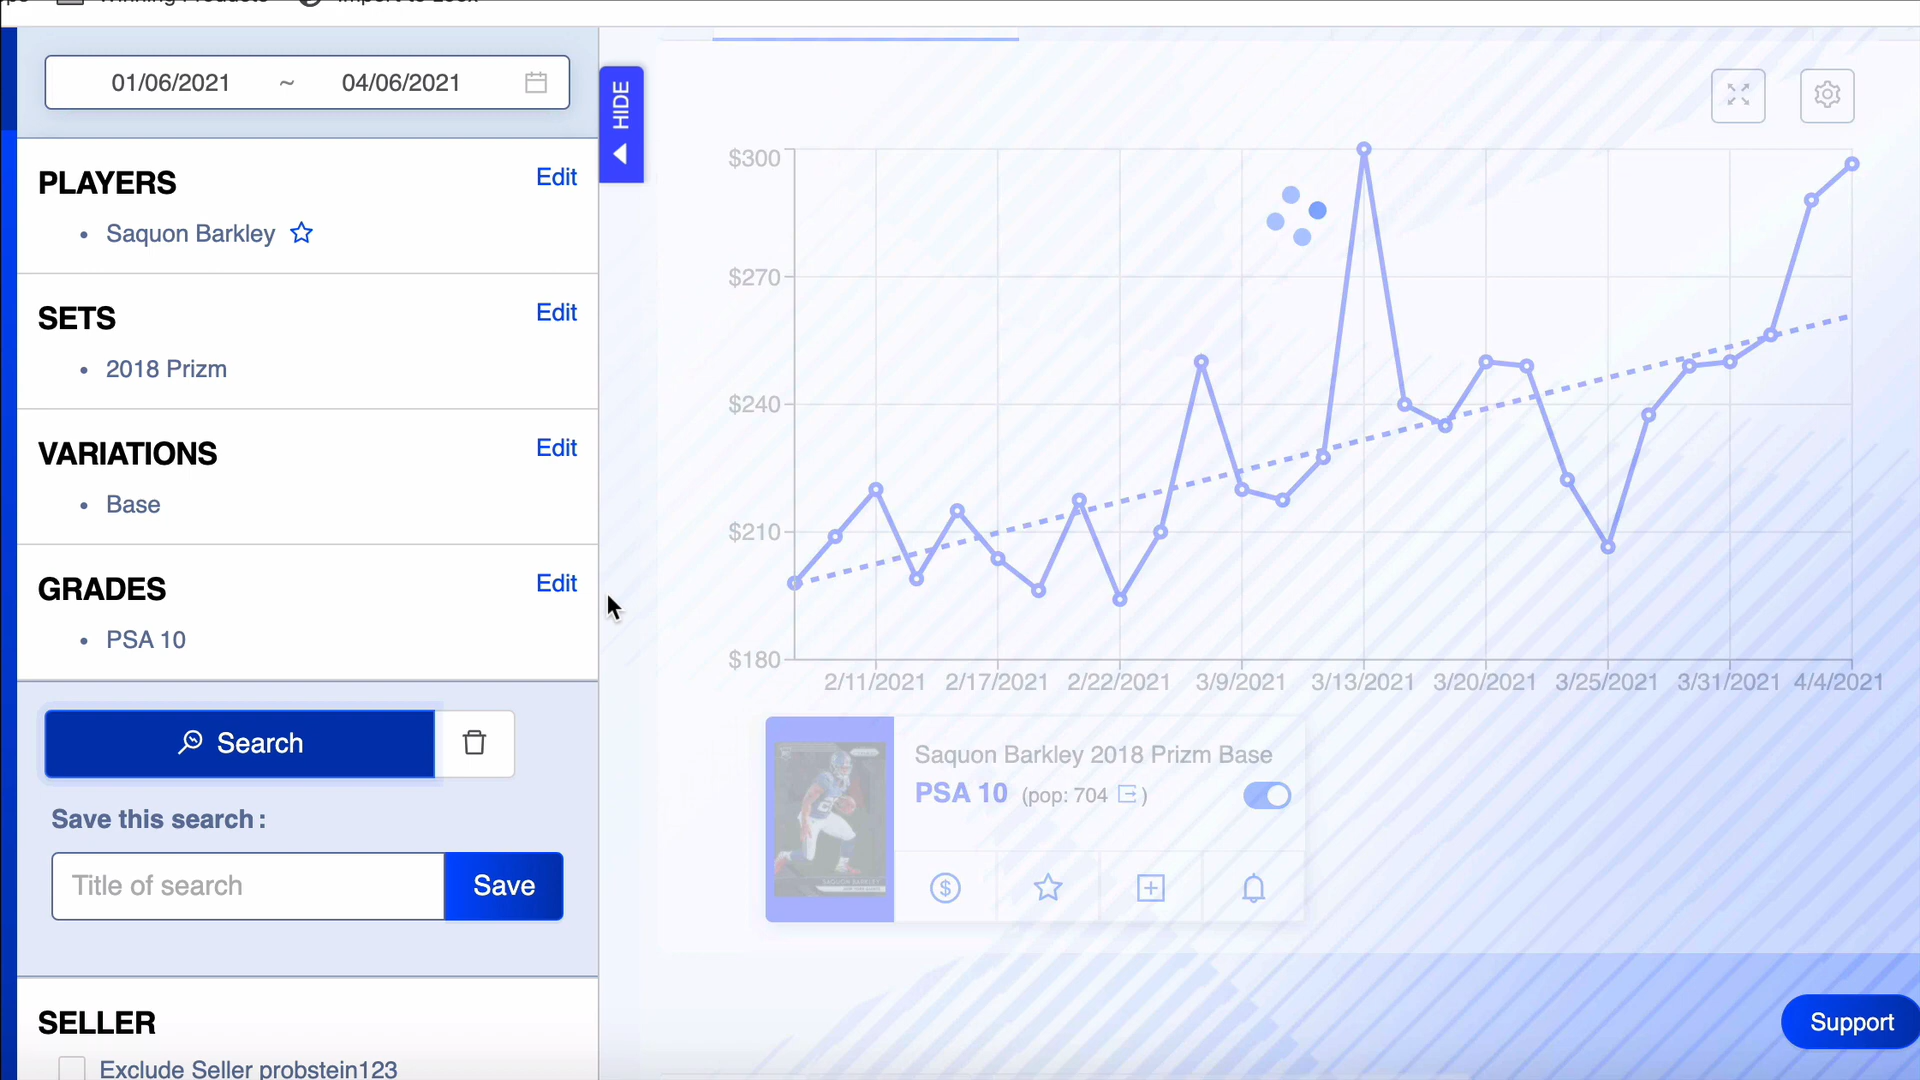 01/06/2021 ~ 04/06/2021
HIDE
PLAYERS Edit
Saquon Barkley
SETS Edit
2018 Prizm
VARIATIONS Edit
Base
GRADES Edit
PSA 10
Search
Save this search :
Title of search Save
SELLER
Exclude Seller probstein123
$300
$270
$240
$210
$180
2/11/2021 2/17/2021 2/22/2021 3/9/2021 3/13/2021 3/20/2021 3/25/2021 3/31/2021 4/4/2021
Saquon Barkley 2018 Prizm Base
PSA 10 (pop: 704 )
SAQUON BARKLEY
Support